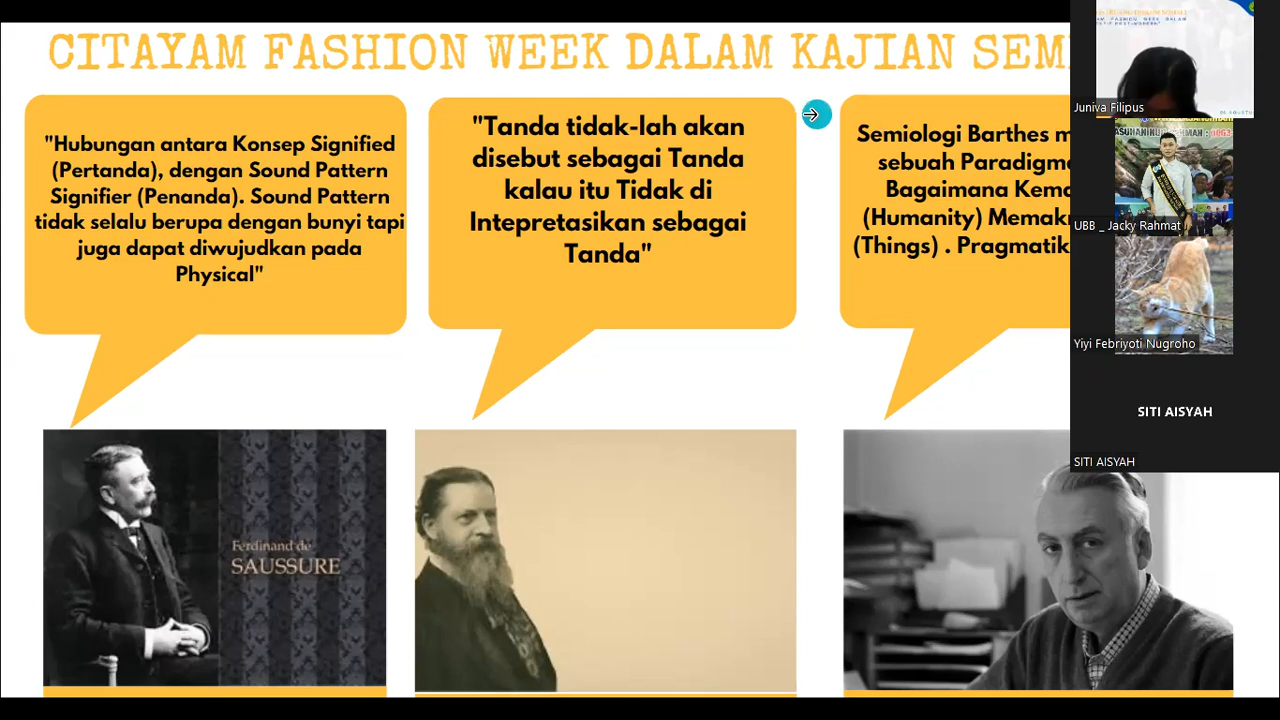 CITAYAM FASHION WEEK DALAM KAJIAN SEM
"Hubungan antara Konsep Signified
(Pertanda), dengan Sound Pattern
Signifier (Penanda). Sound Pattern
tidak selalu berupa dengan bunyi tapi
juga dapat diwujudkan pada
Physical"
"Tanda tidak-lah akan
disebut sebagai Tanda
kalau itu Tidak di
Intepretasikan sebagai
Tanda"
Semiologi Barthes m
sebuah Paradigm
Bagaimana Kema
(Humanity) Memak
(Things) . Pragmatik
Ferdinand de
SAUSSURE
Juniva Filipus
UBB _ Jacky Rahmat
Yiyi Febriyoti Nugroho
SITI AISYAH
SITI AISYAH